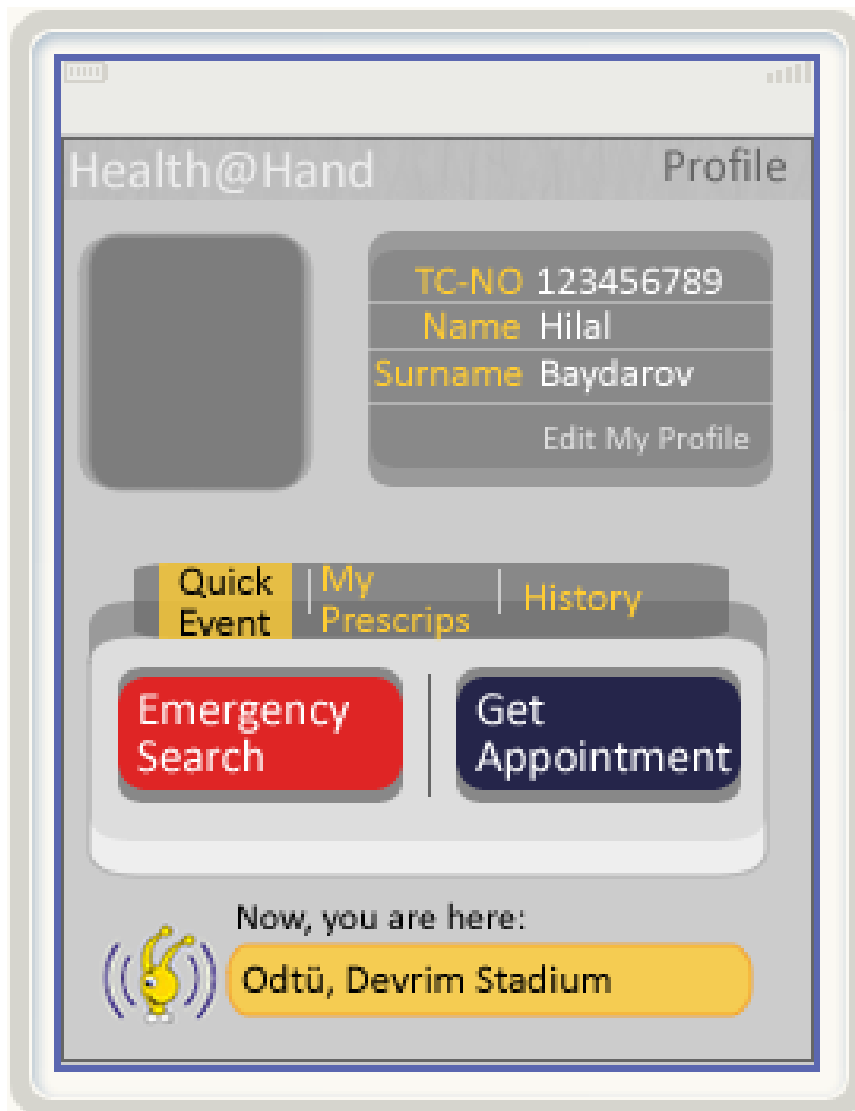 Health@Hand Profile
TC-NO 123456789
Name Hilal
Surname Baydarov
Edit My Profile
Quick
Event
My
Prescrips
History
Emergency
Search
Get
Appointment
Now, you are here:
Odtü, Devrim Stadium